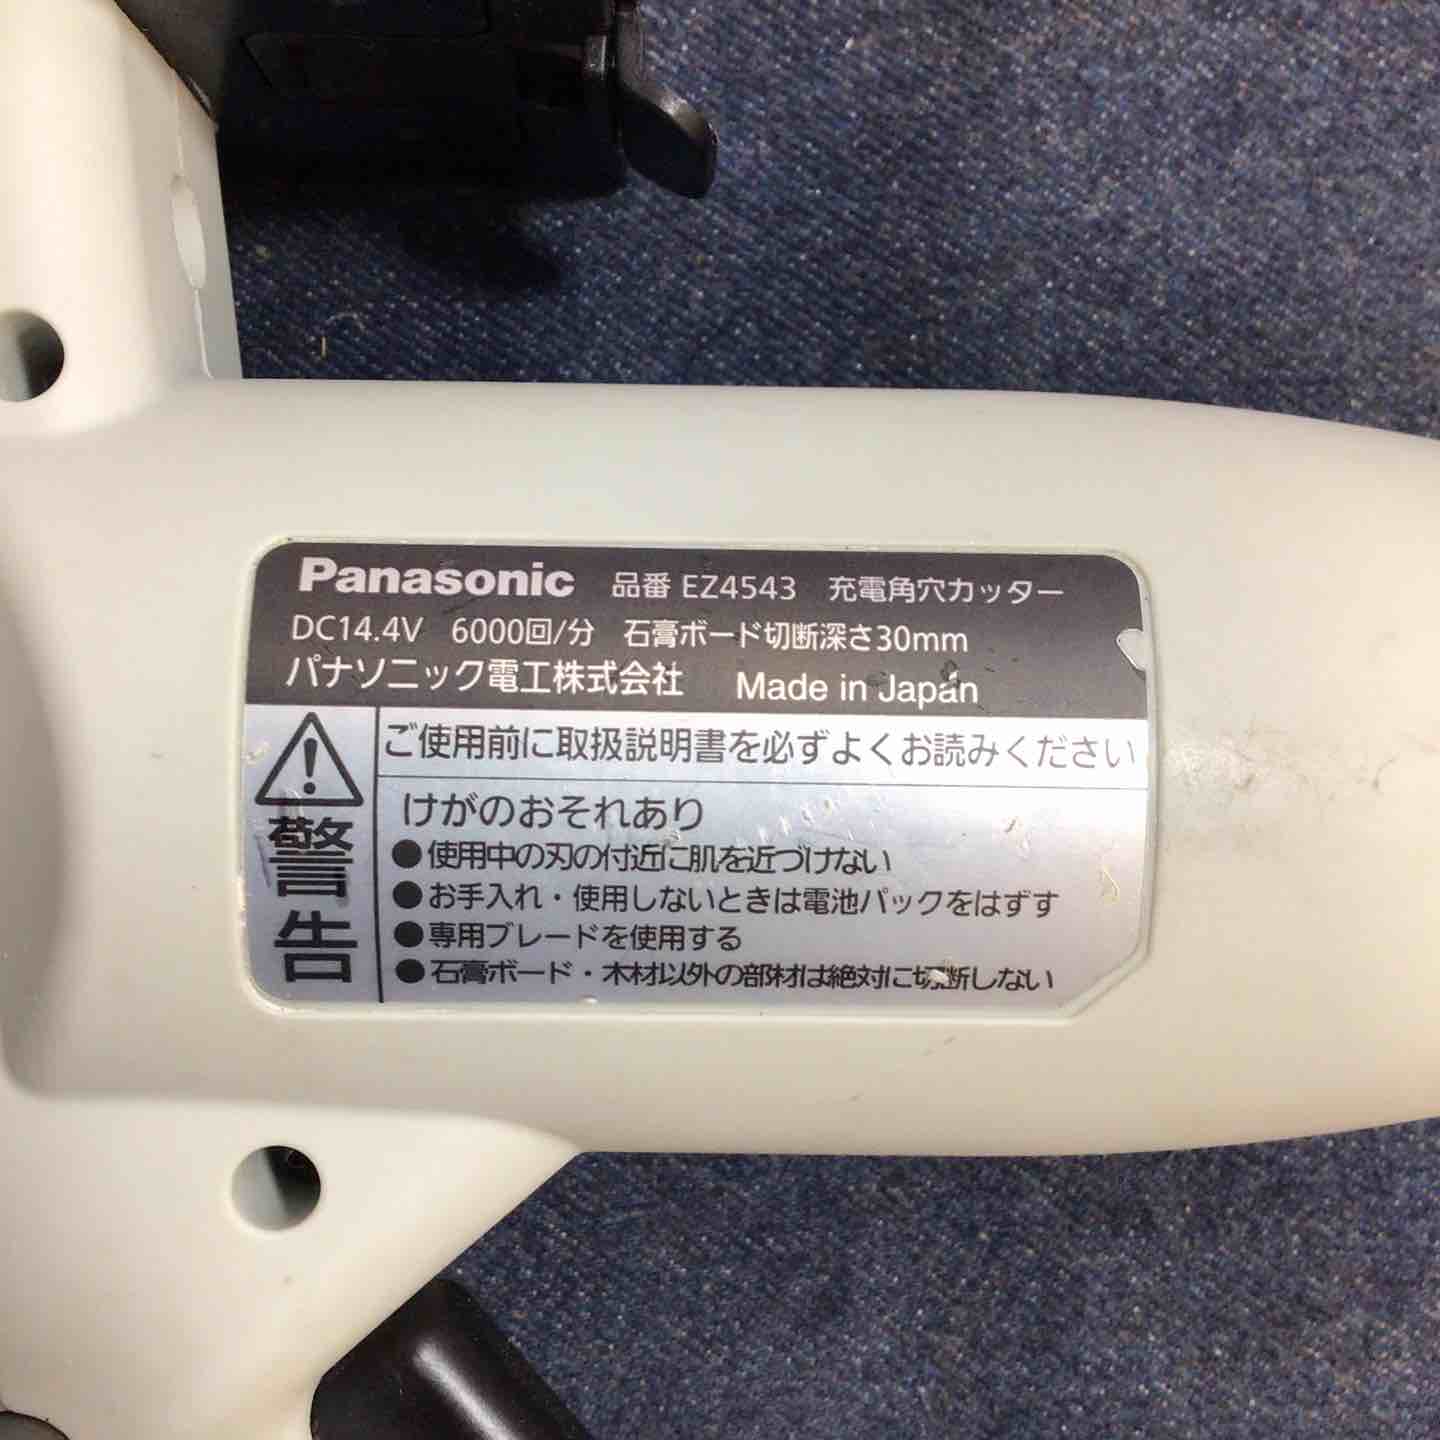 Panasonic 品番 EZ4543 充電角穴カッター
DC14.4V 6000回/分 石膏ボード切断深さ30mm
パナソニック電工株式会社 Made in Japan
警告
ご使用前に取扱説明書を必ずよくお読みください
けがのおそれあり
●使用中の刃の付近に肌を近づけない
●お手入れ・使用しないときは電池パックをはずす
●専用ブレードを使用する
●石膏ボード・木材以外の部材は絶対に切断しない